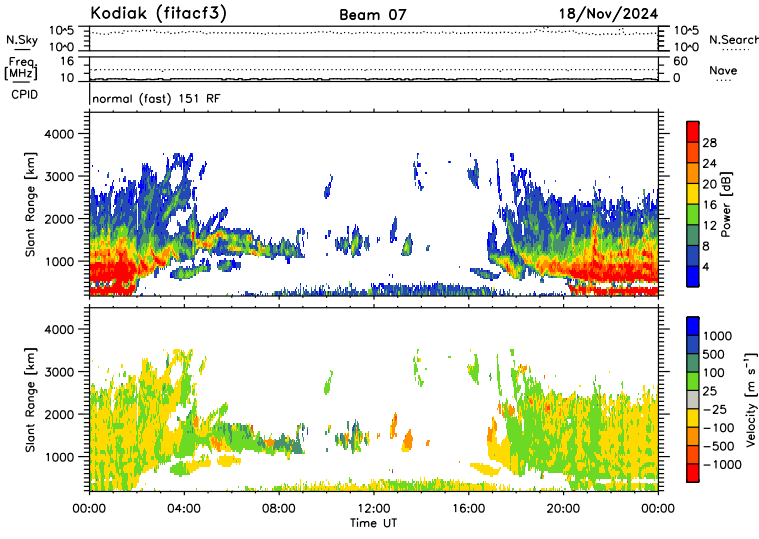 Kodiak (fitacf3) Beam 07 18/Nov/2024
N.Sky 10^5 10^0 10^5 10^0 N.Search
Freq. [MHz] 16 10 60 0 Nave
CPID normal (fast) 151 RF
Slant Range [km] 4000 3000 2000 1000
Power [dB] 28 24 20 16 12 8 4
Slant Range [km] 4000 3000 2000 1000
Velocity [m s⁻¹] 1000 500 100 25 −25 −100 −500 −1000
00:00 04:00 08:00 12:00 16:00 20:00 00:00
Time UT